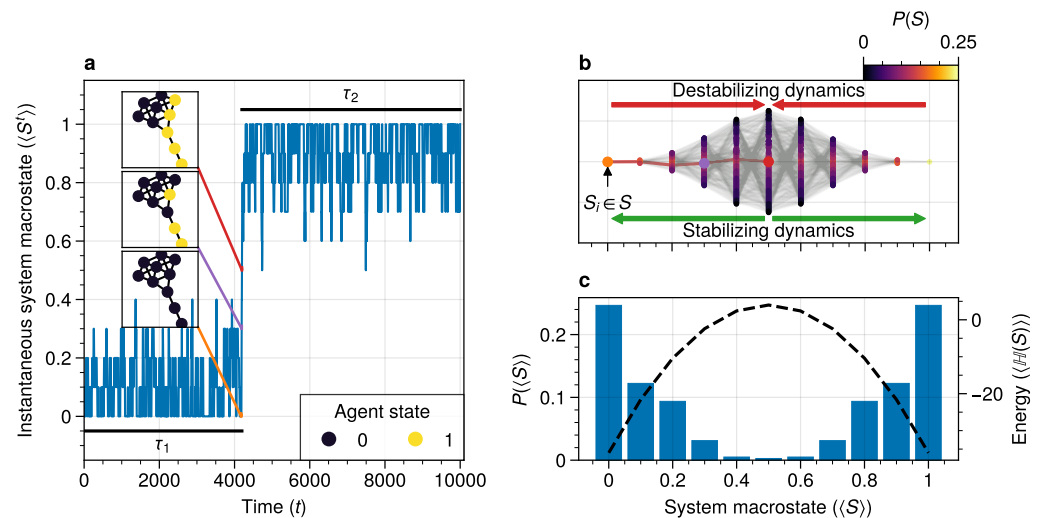 a
Instantaneous system macrostate (⟨Sᵗ⟩)
1
0.8
0.6
0.4
0.2
0
τ₂
τ₁
Agent state
0
1
0
2000
4000
6000
8000
10000
Time (t)
b
P(S)
0
0.25
Destabilizing dynamics
Sᵢ ∈ S
Stabilizing dynamics
c
P(⟨S⟩)
0.2
0.1
0
0
−20
Energy (⟨ℍ(S)⟩)
0
0.2
0.4
0.6
0.8
1
System macrostate (⟨S⟩)